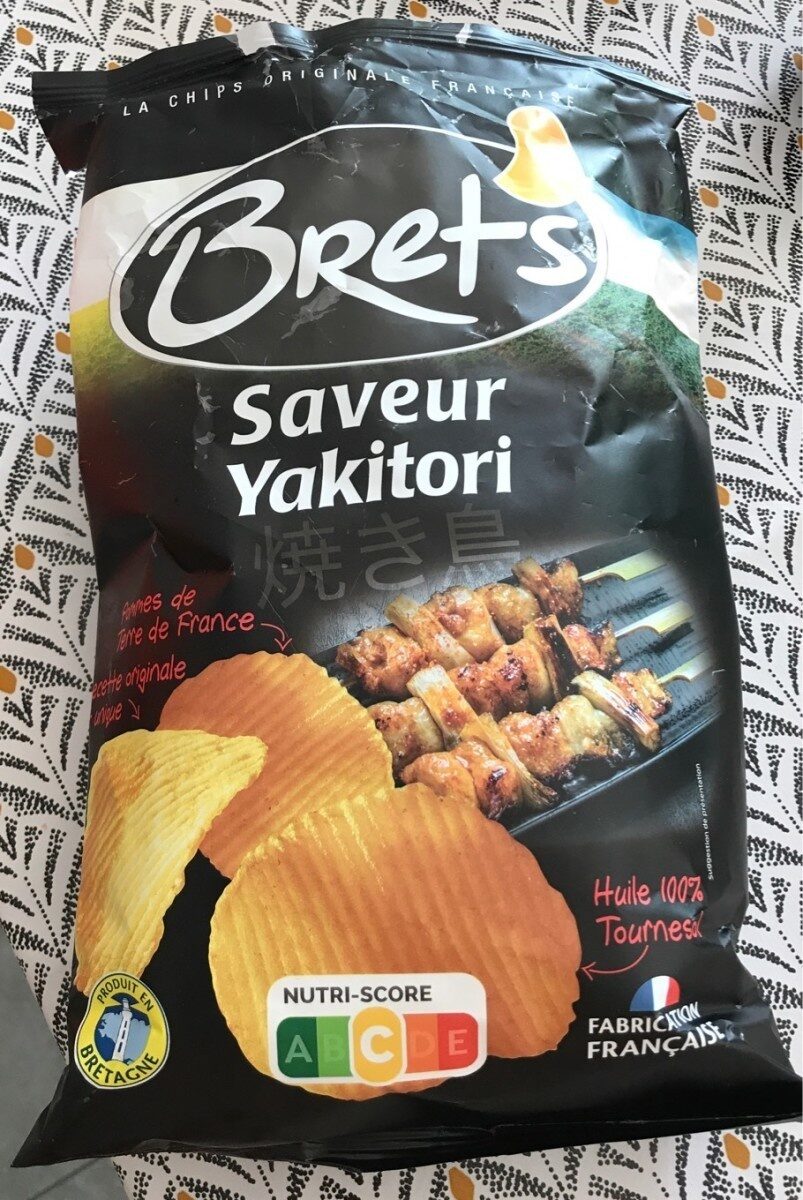 LA CHIPS ORIGINALE FRANÇAISE
Brets
Saveur
Yakitori
焼き鳥
Pommes de
Terre de France
recette originale
unique
Suggestion de présentation
Huile 100%
Tournesol
PRODUIT EN
BRETAGNE
NUTRI-SCORE
A B C D E
FABRICATION
FRANÇAISE